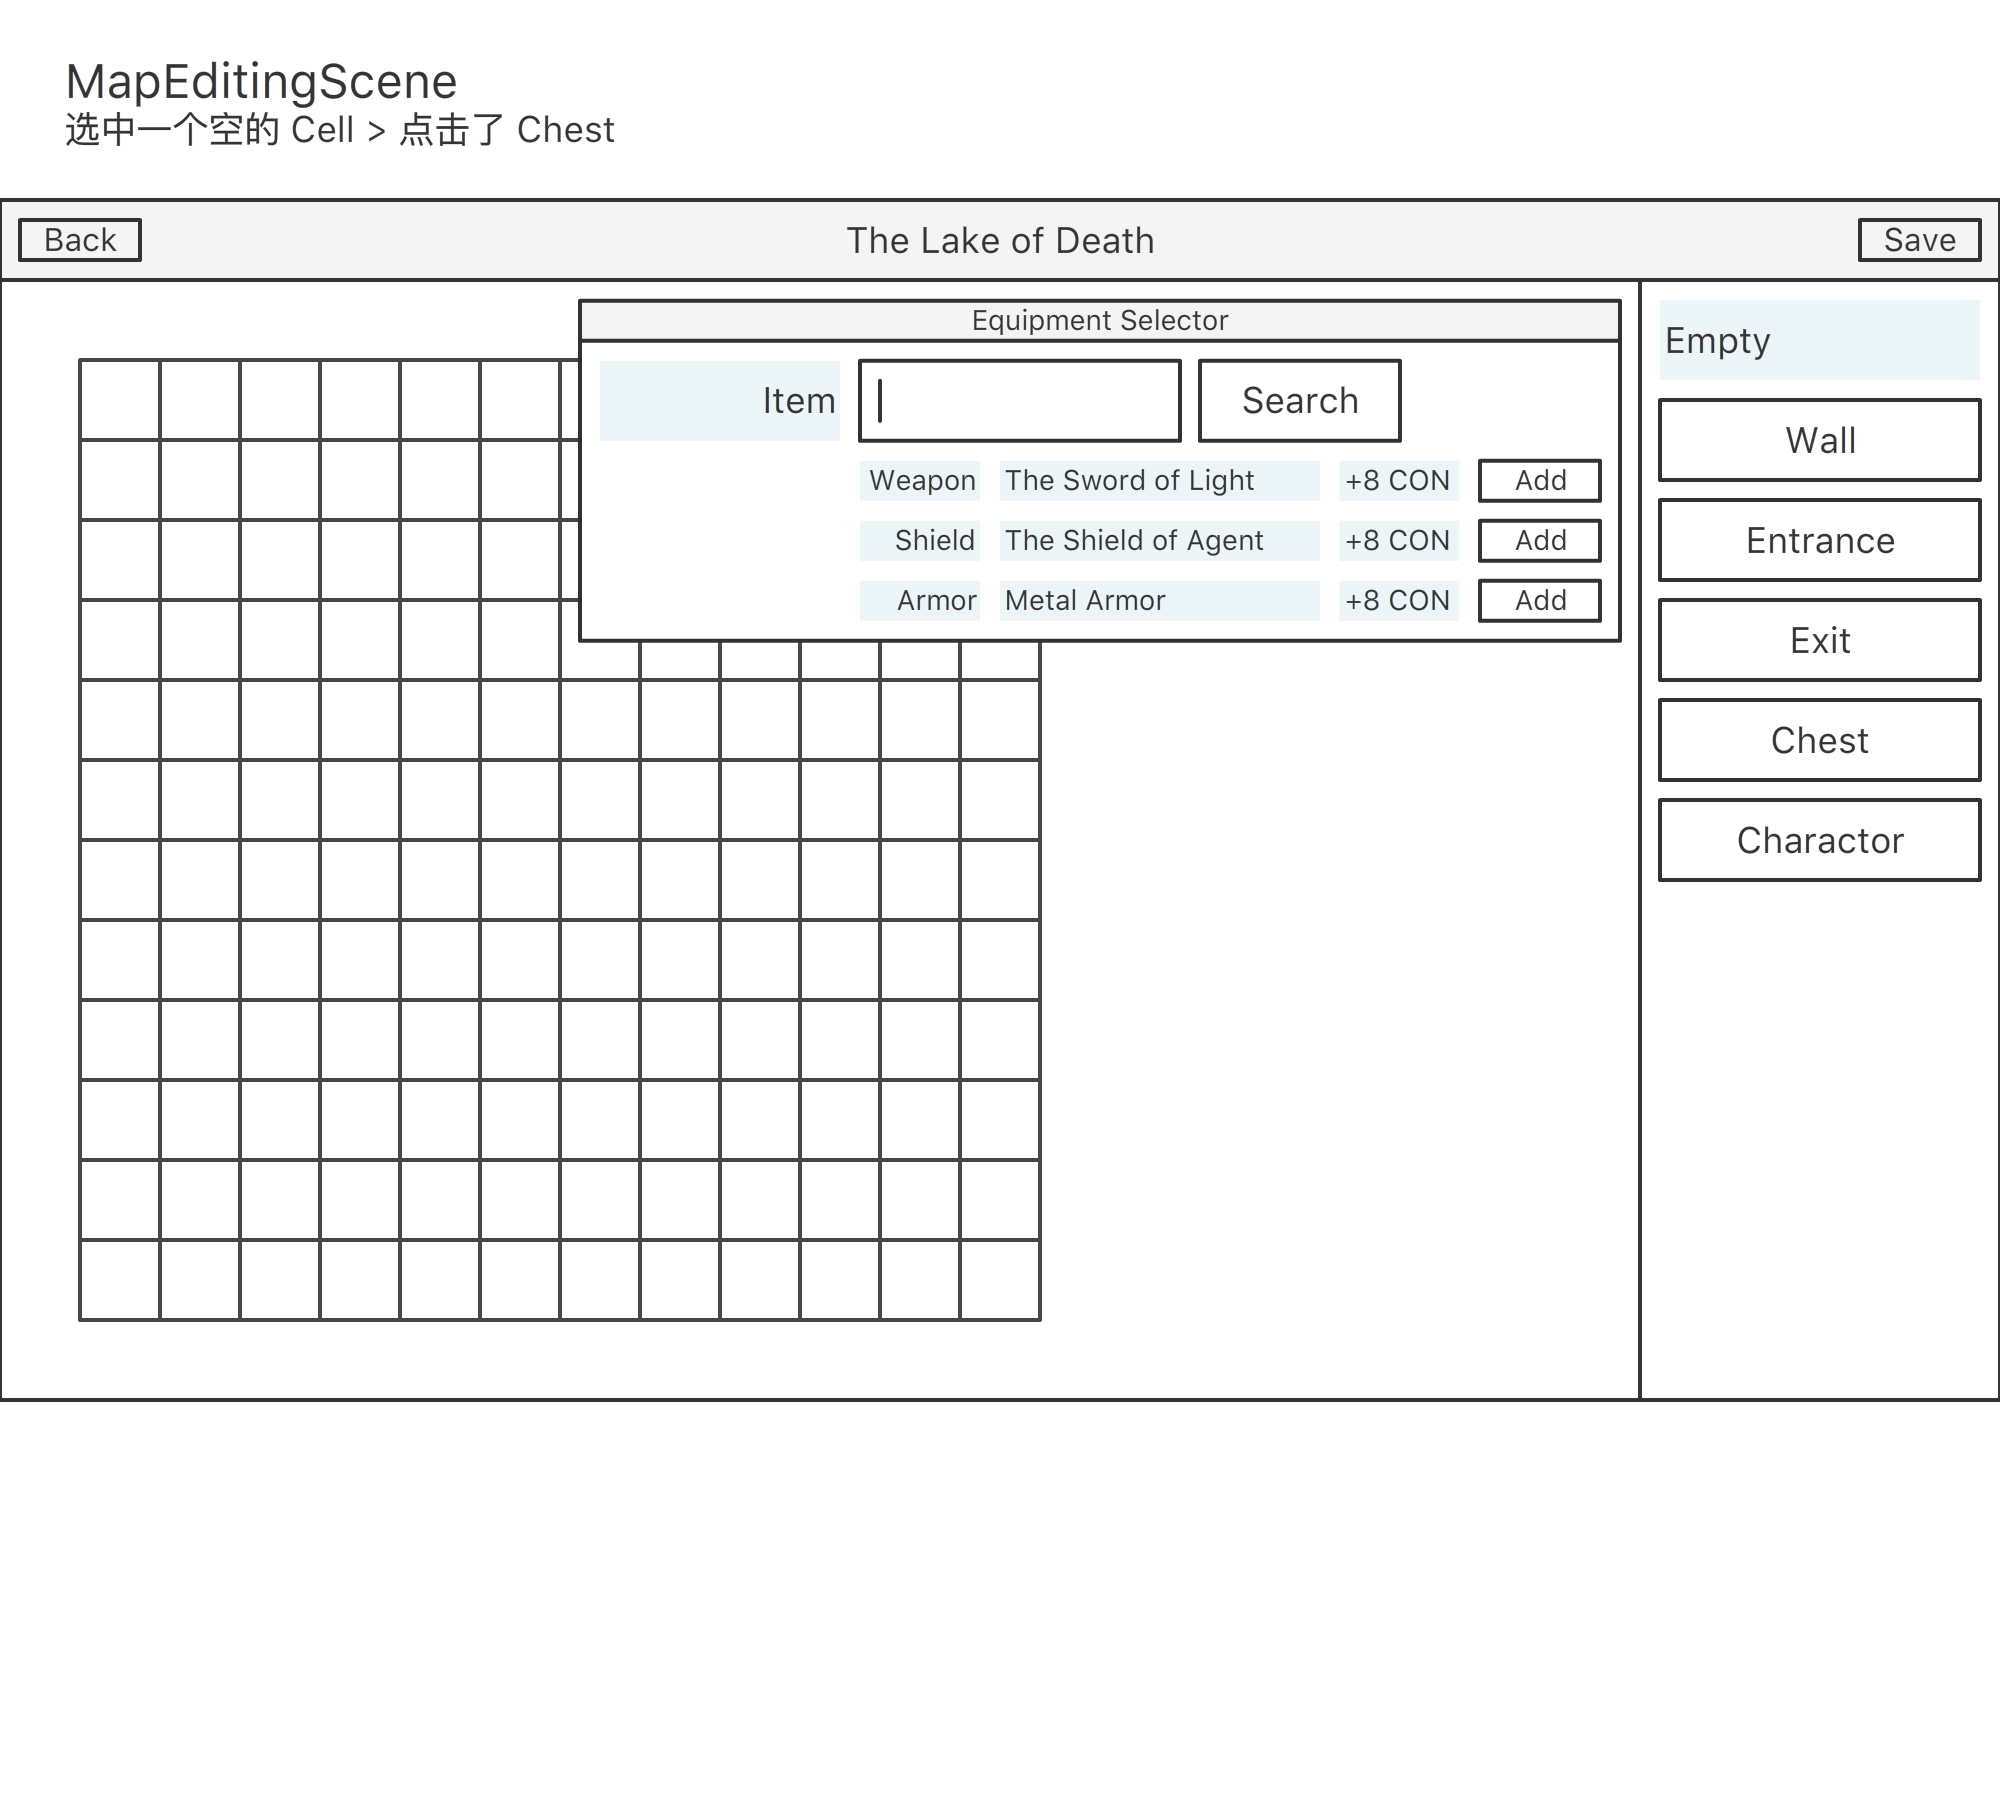 MapEditingScene
选中一个空的 Cell > 点击了 Chest
Back
The Lake of Death
Save
Equipment Selector
Item
Search
Weapon The Sword of Light +8 CON Add
Shield The Shield of Agent +8 CON Add
Armor Metal Armor +8 CON Add
Empty
Wall
Entrance
Exit
Chest
Charactor